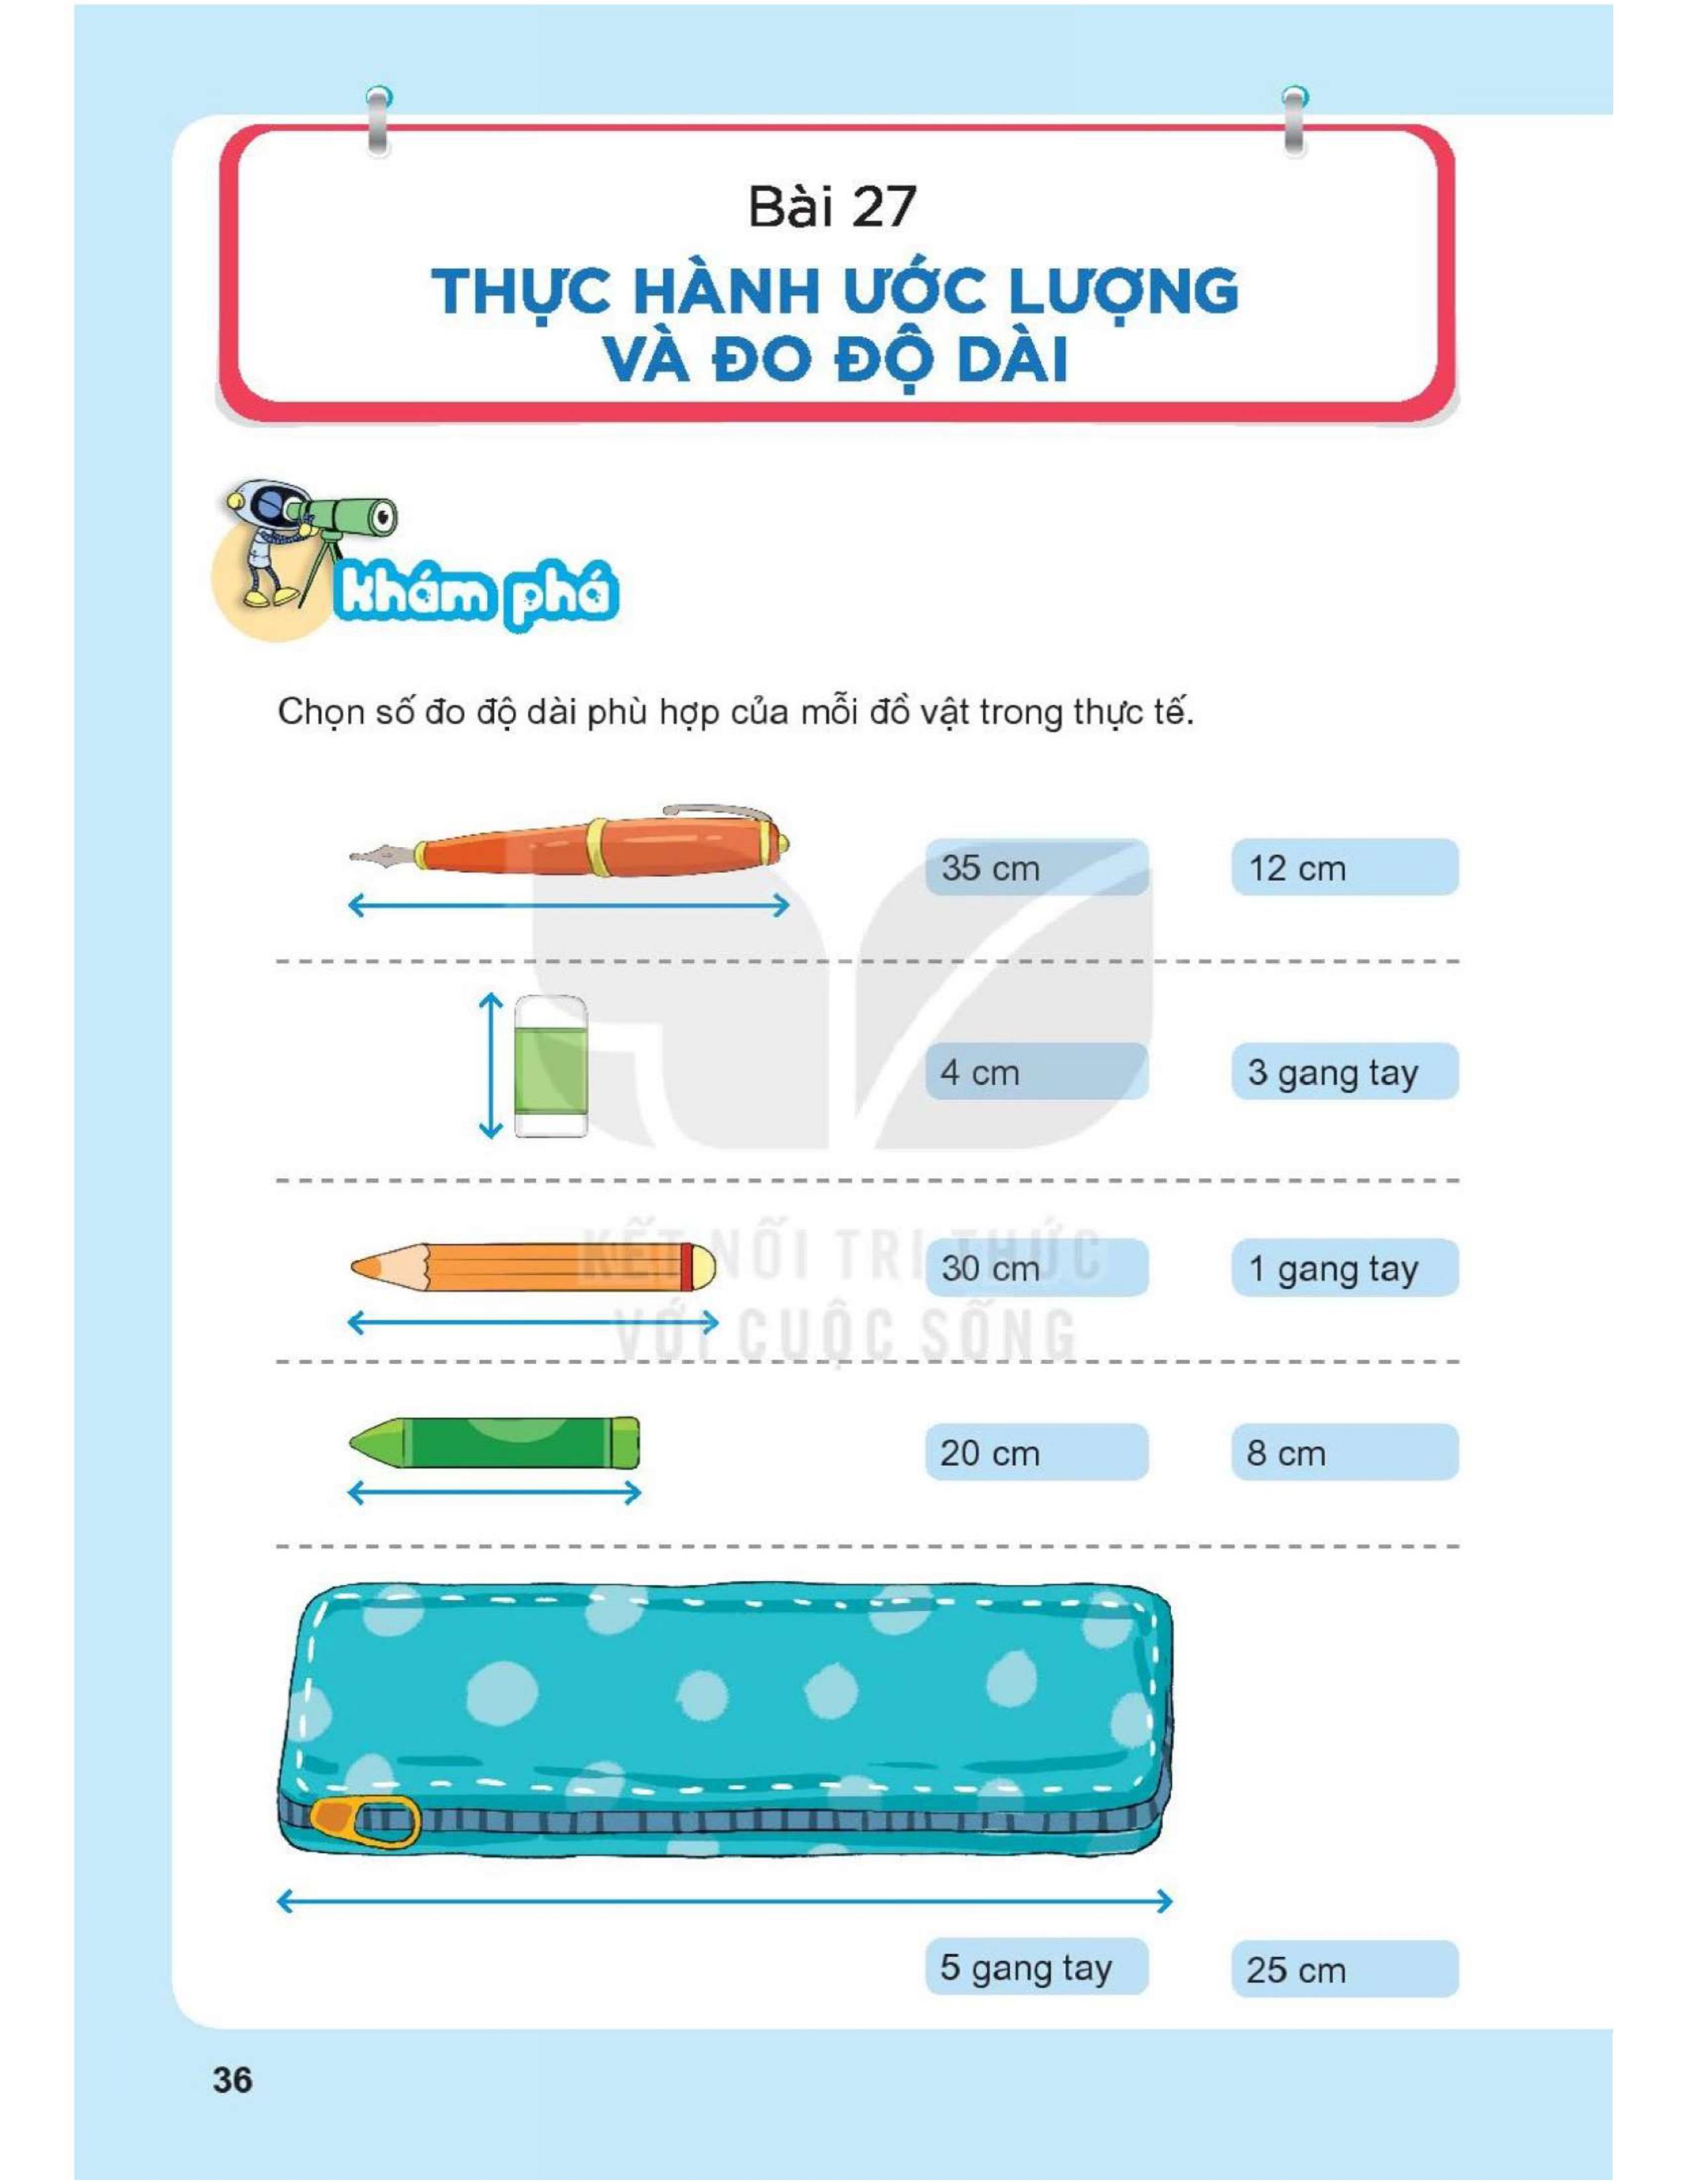 Bài 27
THỰC HÀNH ƯỚC LƯỢNG
VÀ ĐO ĐỘ DÀI
Khám phá
Chọn số đo độ dài phù hợp của mỗi đồ vật trong thực tế.
35 cm
12 cm
4 cm
3 gang tay
KẾT NỐI TRI THỨC
30 cm
1 gang tay
VỚI CUỘC SỐNG
20 cm
8 cm
5 gang tay
25 cm
36